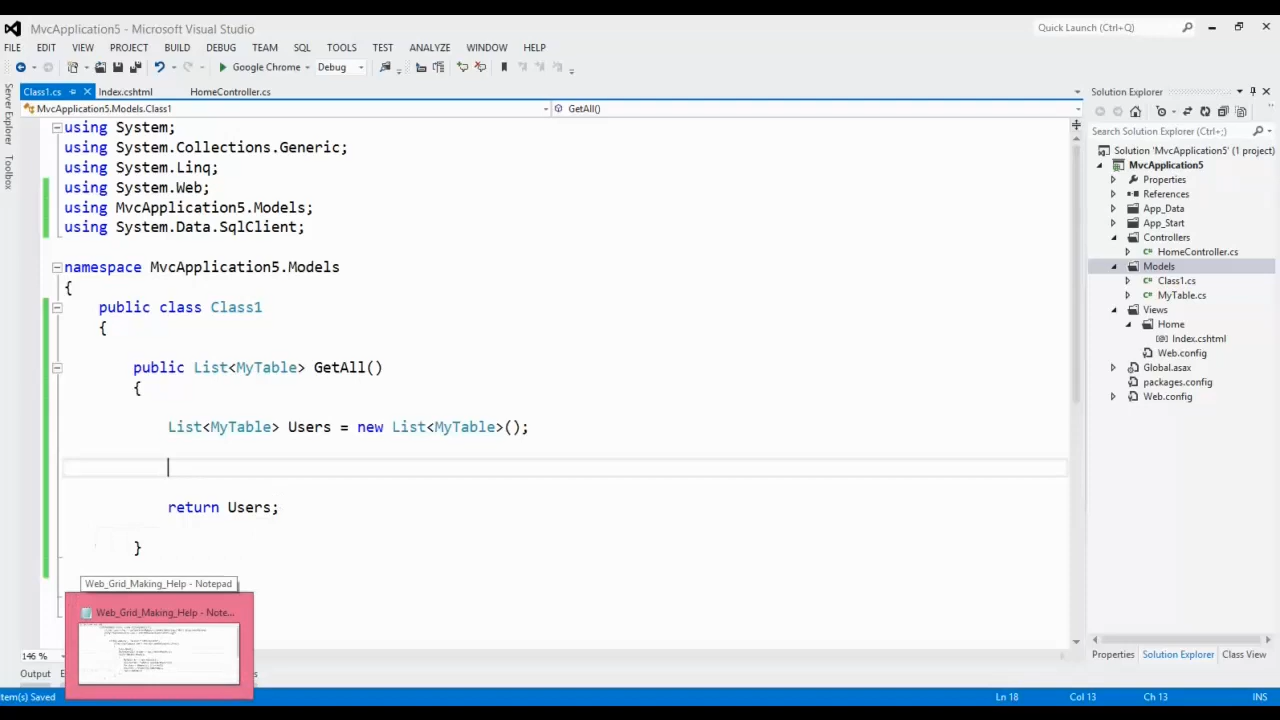 MvcApplication5 - Microsoft Visual Studio
Quick Launch (Ctrl+Q)
FILE EDIT VIEW PROJECT BUILD DEBUG TEAM SQL TOOLS TEST ANALYZE WINDOW HELP
Google Chrome Debug
Server Explorer
Toolbox
Class1.cs Index.cshtml HomeController.cs
MvcApplication5.Models.Class1 GetAll()
using System;
using System.Collections.Generic;
using System.Linq;
using System.Web;
using MvcApplication5.Models;
using System.Data.SqlClient;
namespace MvcApplication5.Models
{
public class Class1
{
public List<MyTable> GetAll()
{
List<MyTable> Users = new List<MyTable>();
return Users;
}
Web_Grid_Making_Help - Notepad
Web_Grid_Making_Help - Note...
146 %
Output
Solution Explorer
Search Solution Explorer (Ctrl+;)
Solution 'MvcApplication5' (1 project)
MvcApplication5
Properties
References
App_Data
App_Start
Controllers
HomeController.cs
Models
Class1.cs
MyTable.cs
Views
Home
Index.cshtml
Web.config
Global.asax
packages.config
Web.config
Properties Solution Explorer Class View
tem(s) Saved Ln 18 Col 13 Ch 13 INS